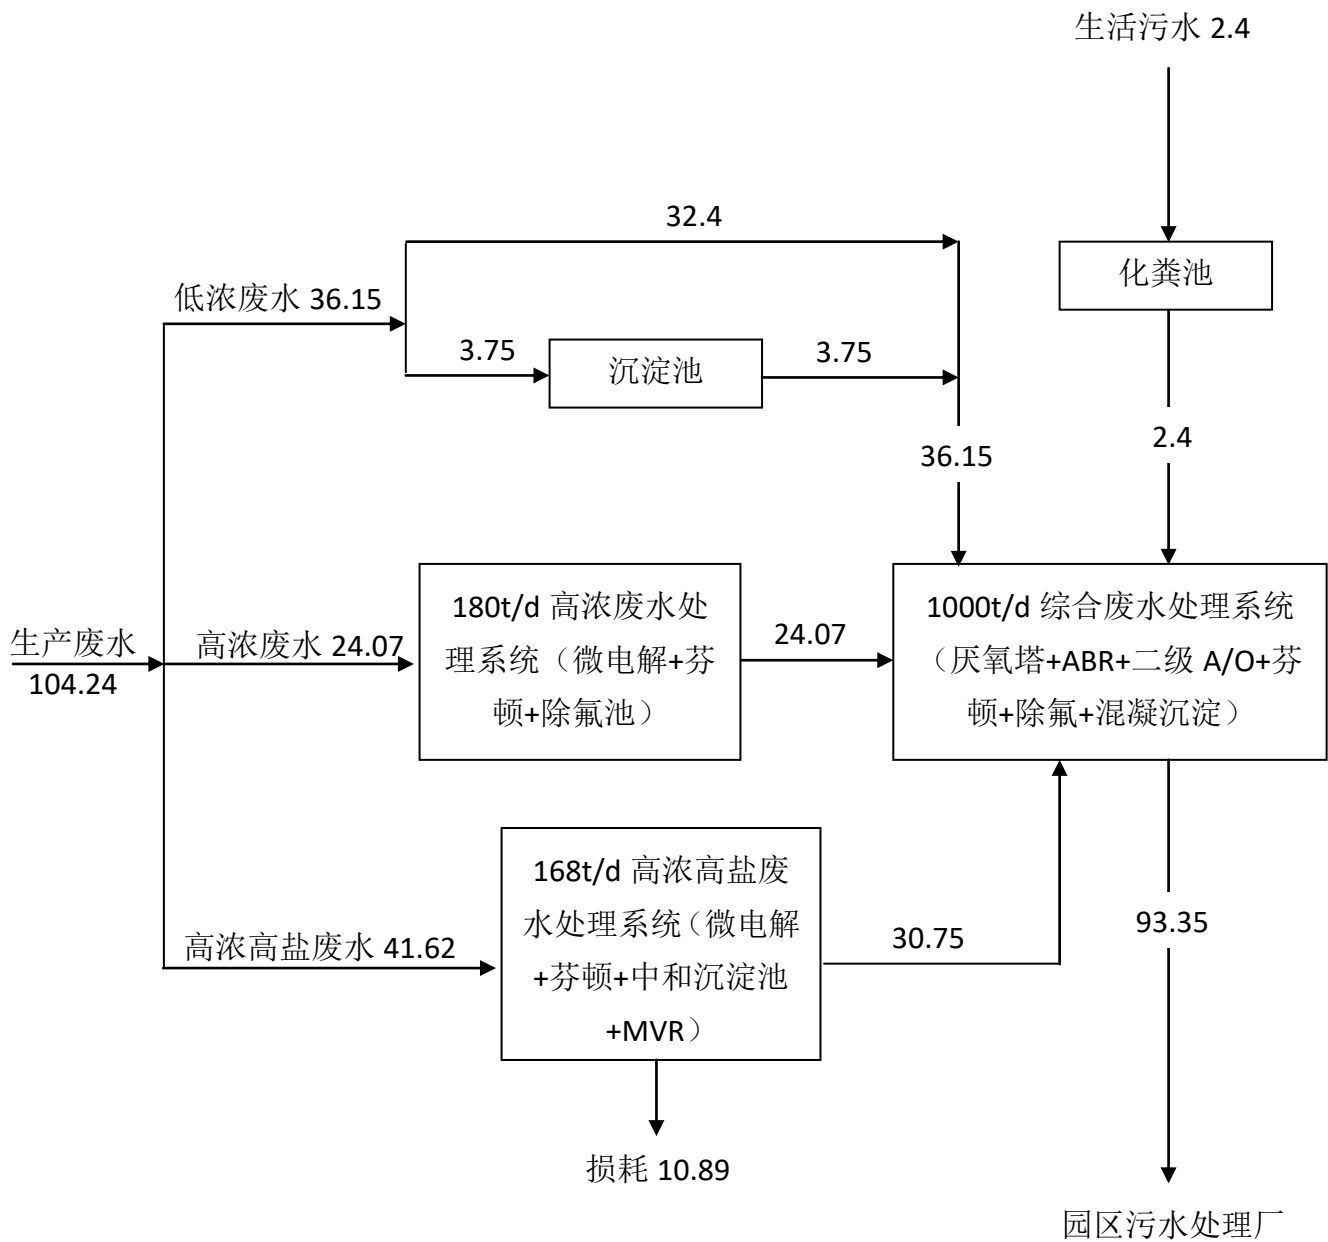 生活污水 2.4
32.4
化粪池
低浓废水 36.15
3.75
沉淀池
3.75
36.15
2.4
生产废水
104.24
高浓废水 24.07
180t/d 高浓废水处
理系统（微电解+芬
顿+除氟池）
24.07
1000t/d 综合废水处理系统
（厌氧塔+ABR+二级 A/O+芬
顿+除氟+混凝沉淀）
高浓高盐废水 41.62
168t/d 高浓高盐废
水处理系统（微电解
+芬顿+中和沉淀池
+MVR）
30.75
93.35
损耗 10.89
园区污水处理厂